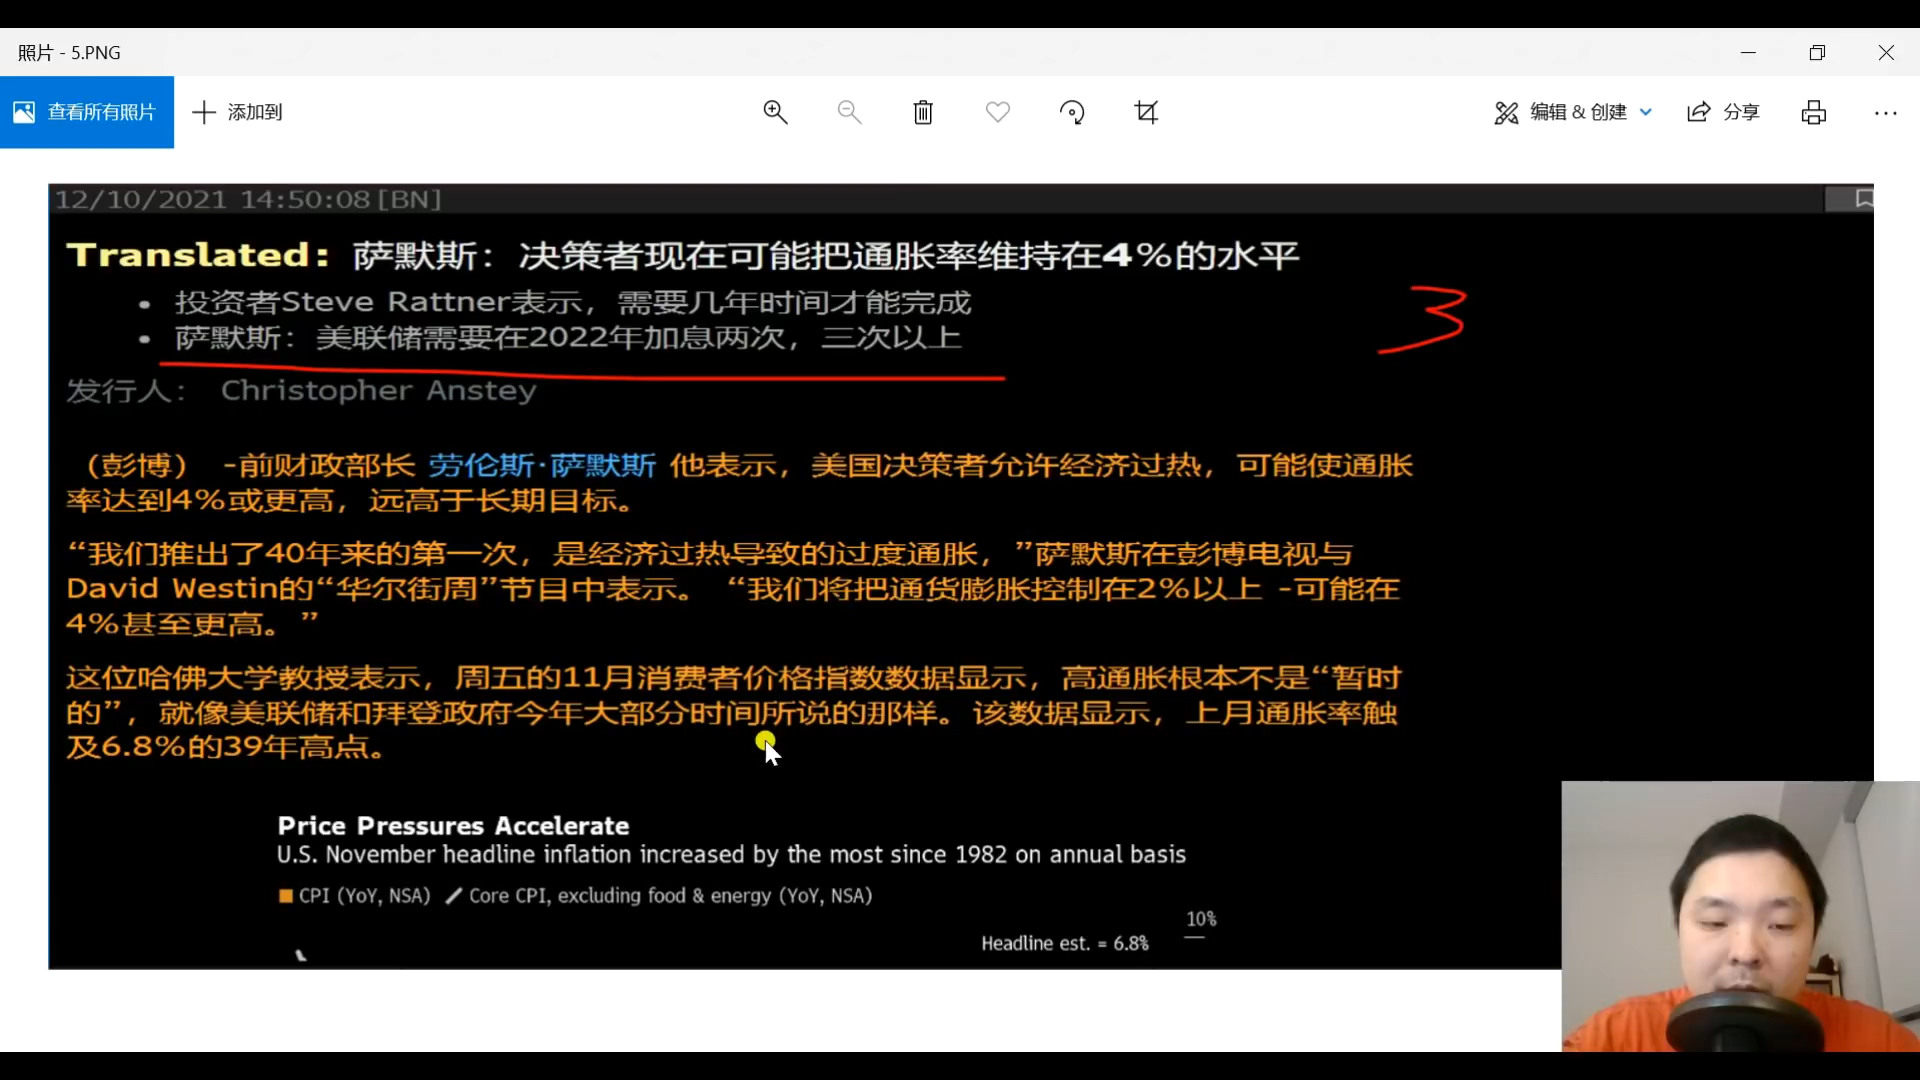 照片 - 5.PNG
查看所有照片
添加到
编辑 & 创建
分享
12/10/2021 14:50:08 [BN]
Translated: 萨默斯：决策者现在可能把通胀率维持在4%的水平
• 投资者Steve Rattner表示，需要几年时间才能完成
• 萨默斯：美联储需要在2022年加息两次，三次以上
3
发行人： Christopher Anstey
（彭博） -前财政部长 劳伦斯·萨默斯 他表示，美国决策者允许经济过热，可能使通胀
率达到4%或更高，远高于长期目标。
“我们推出了40年来的第一次，是经济过热导致的过度通胀，”萨默斯在彭博电视与
David Westin的“华尔街周”节目中表示。 “我们将把通货膨胀控制在2%以上 -可能在
4%甚至更高。”
这位哈佛大学教授表示，周五的11月消费者价格指数数据显示，高通胀根本不是“暂时
的”，就像美联储和拜登政府今年大部分时间所说的那样。该数据显示，上月通胀率触
及6.8%的39年高点。
Price Pressures Accelerate
U.S. November headline inflation increased by the most since 1982 on annual basis
CPI (YoY, NSA) Core CPI, excluding food & energy (YoY, NSA)
10%
Headline est. = 6.8%